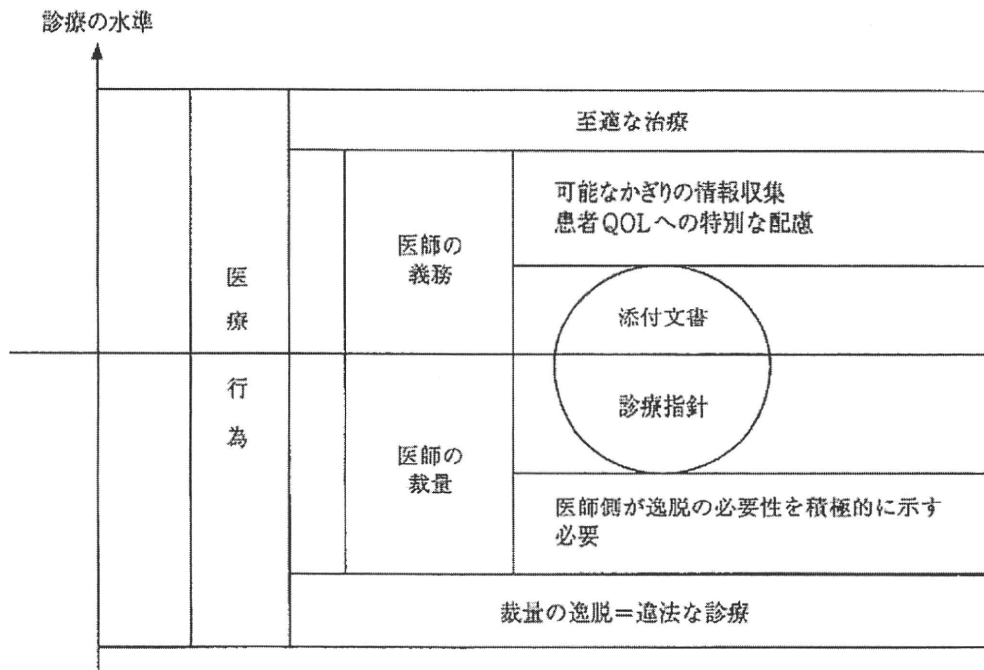 診療の水準
至適な治療
可能なかぎりの情報収集
患者QOLへの特別な配慮
医師の
義務
医
療
行
為
添付文書
診療指針
医師の
裁量
医師側が逸脱の必要性を積極的に示す
必要
裁量の逸脱＝違法な診療